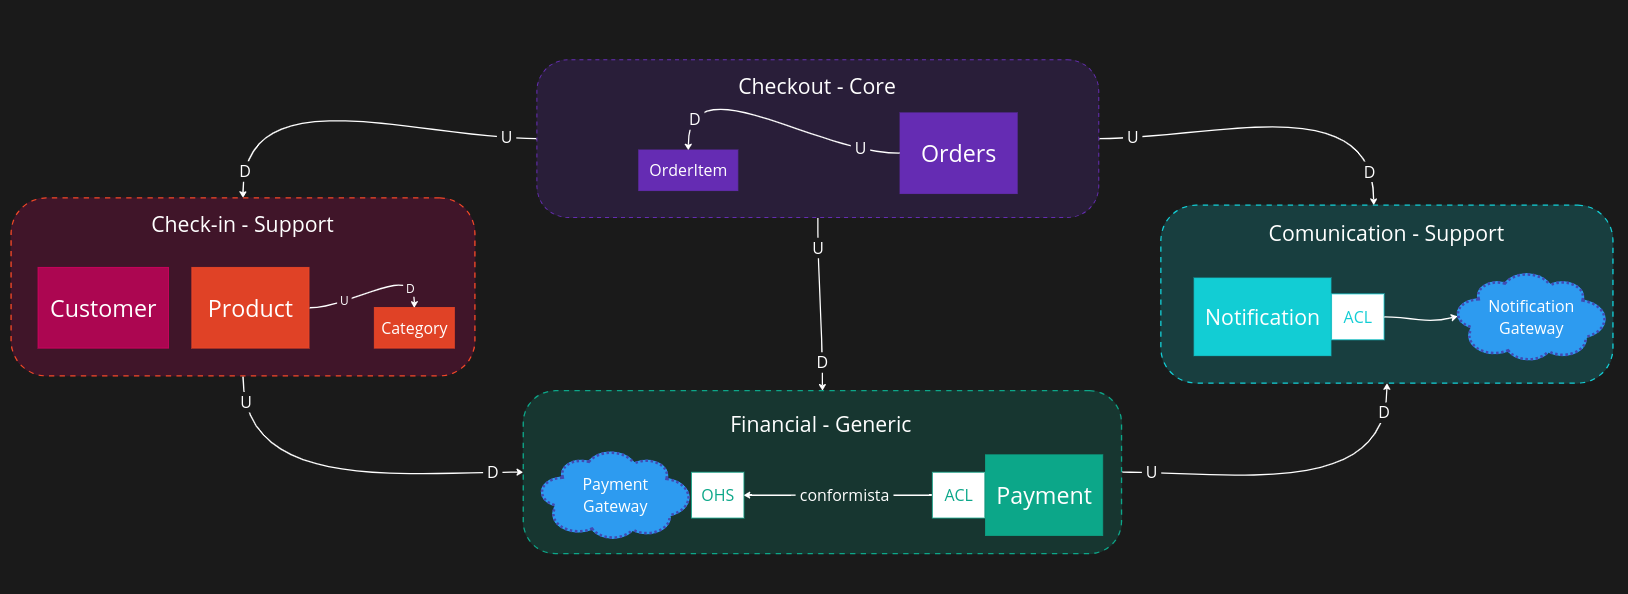 Checkout - Core
D
U
Orders
OrderItem
U
D
U
D
U
D
Check-in - Support
Customer
Product
U
D
Category
Comunication - Support
Notification
ACL
Notification
Gateway
U
D
Financial - Generic
Payment
Gateway
OHS
conformista
ACL
Payment
U
D